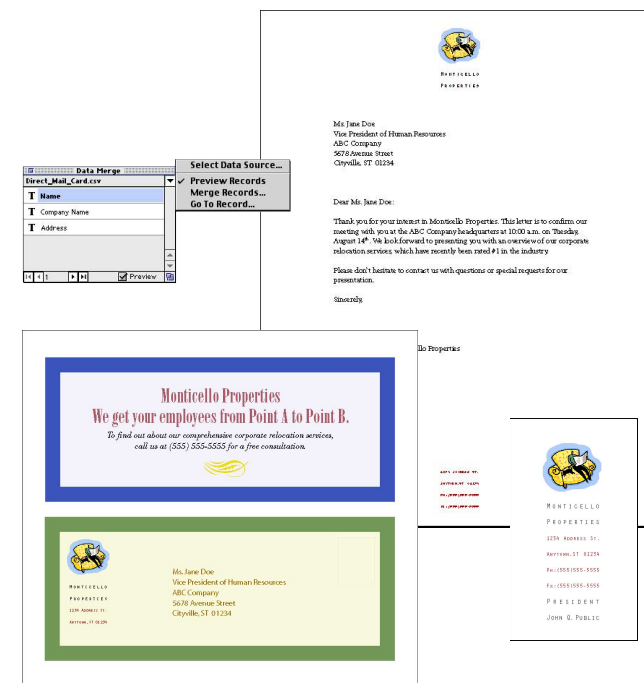 MONTICELLO
PROPERTIES
Ms. Jane Doe
Vice President of Human Resources
ABC Company
5678 Avenue Street
Cityville, ST 01234
Dear Ms. Jane Doe:
Thank you for your interest in Monticello Properties. This letter is to confirm our
meeting with you at the ABC Company headquarters at 10:00 a.m. on Tuesday,
August 14th. We look forward to presenting you with an overview of our corporate
relocation services, which have recently been rated #1 in the industry.
Please don't hesitate to contact us with questions or special requests for our
presentation.
Sincerely,
llo Properties
Data Merge
Direct_Mail_Card.csv
T Name
T Company Name
T Address
1
Preview
Select Data Source...
✓ Preview Records
Merge Records...
Go To Record...
Monticello Properties
We get your employees from Point A to Point B.
To find out about our comprehensive corporate relocation services,
call us at (555) 555-5555 for a free consultation.
MONTICELLO
PROPERTIES
1234 ADDRESS ST.
ANYTOWN, ST 01234
Ms. Jane Doe
Vice President of Human Resources
ABC Company
5678 Avenue Street
Cityville, ST 01234
MONTICELLO
PROPERTIES
1234 ADDRESS ST.
ANYTOWN, ST 01234
PH: (555)555-5555
FX: (555)555-5555
PRESIDENT
JOHN Q. PUBLIC